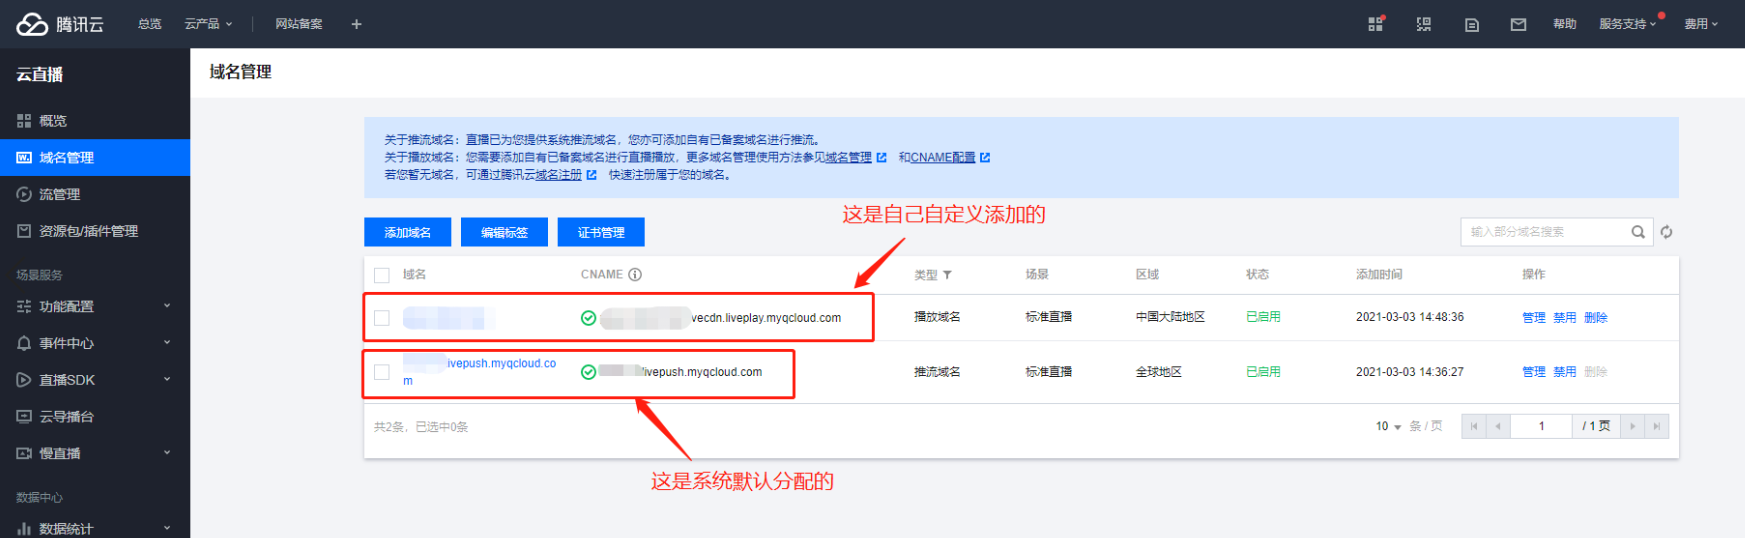 腾讯云 总览 云产品 网站备案 + 帮助 服务支持 费用
云直播
域名管理
概览
域名管理
流管理
资源包/插件管理
场景服务
功能配置
事件中心
直播SDK
云导播台
慢直播
数据中心
数据统计
关于推流域名：直播已为您提供系统推流域名，您亦可添加自有已备案域名进行推流。
关于播放域名：您需要添加自有已备案域名进行直播播放，更多域名管理使用方法参见域名管理 和CNAME配置
若您暂无域名，可通过腾讯云域名注册 快速注册属于您的域名。
这是自己自定义添加的
添加域名 编辑标签 证书管理 输入部分域名搜索
域名 CNAME 类型 场景 区域 状态 添加时间 操作
vecdn.liveplay.myqcloud.com 播放域名 标准直播 中国大陆地区 已启用 2021-03-03 14:48:36 管理 禁用 删除
ivepush.myqcloud.co
m
livepush.myqcloud.com 推流域名 标准直播 全球地区 已启用 2021-03-03 14:36:27 管理 禁用 删除
共2条，已选中0条 10 条/页 1 / 1 页
这是系统默认分配的